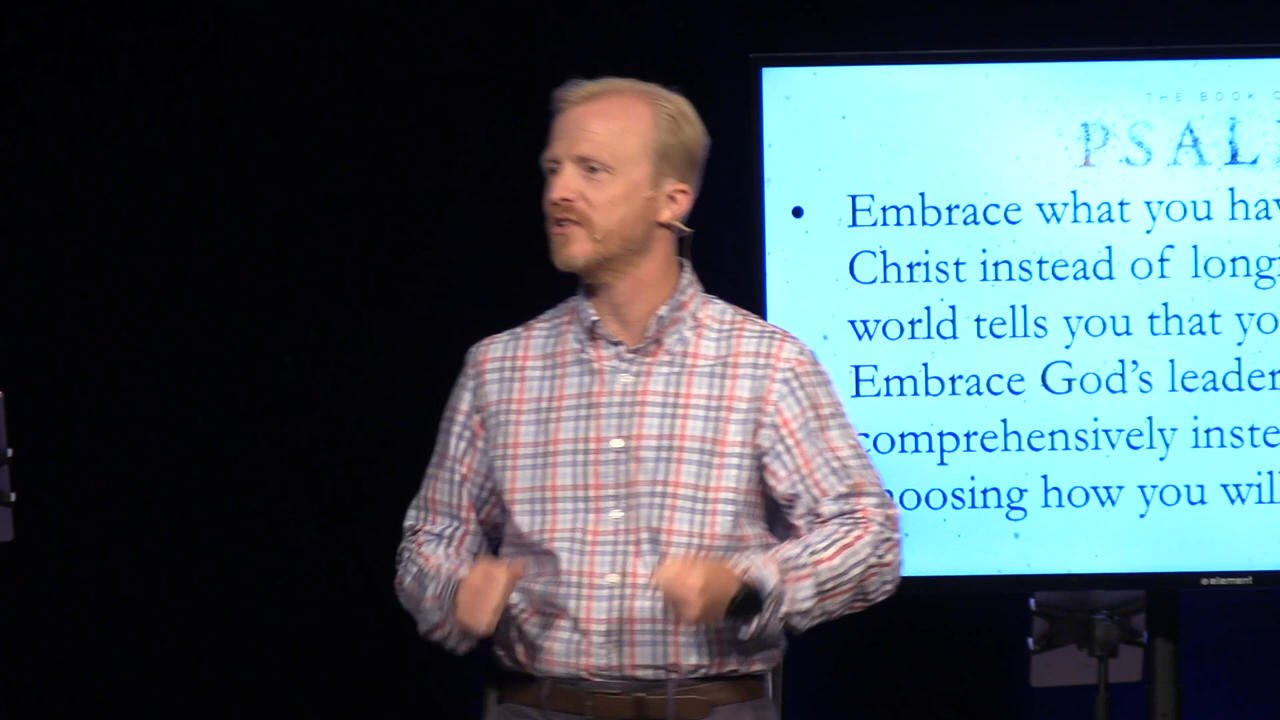 THE BOOK O
PSAL
• Embrace what you hav
Christ instead of long
world tells you that yo
Embrace God's leader
comprehensively inste
hoosing how you wil
element